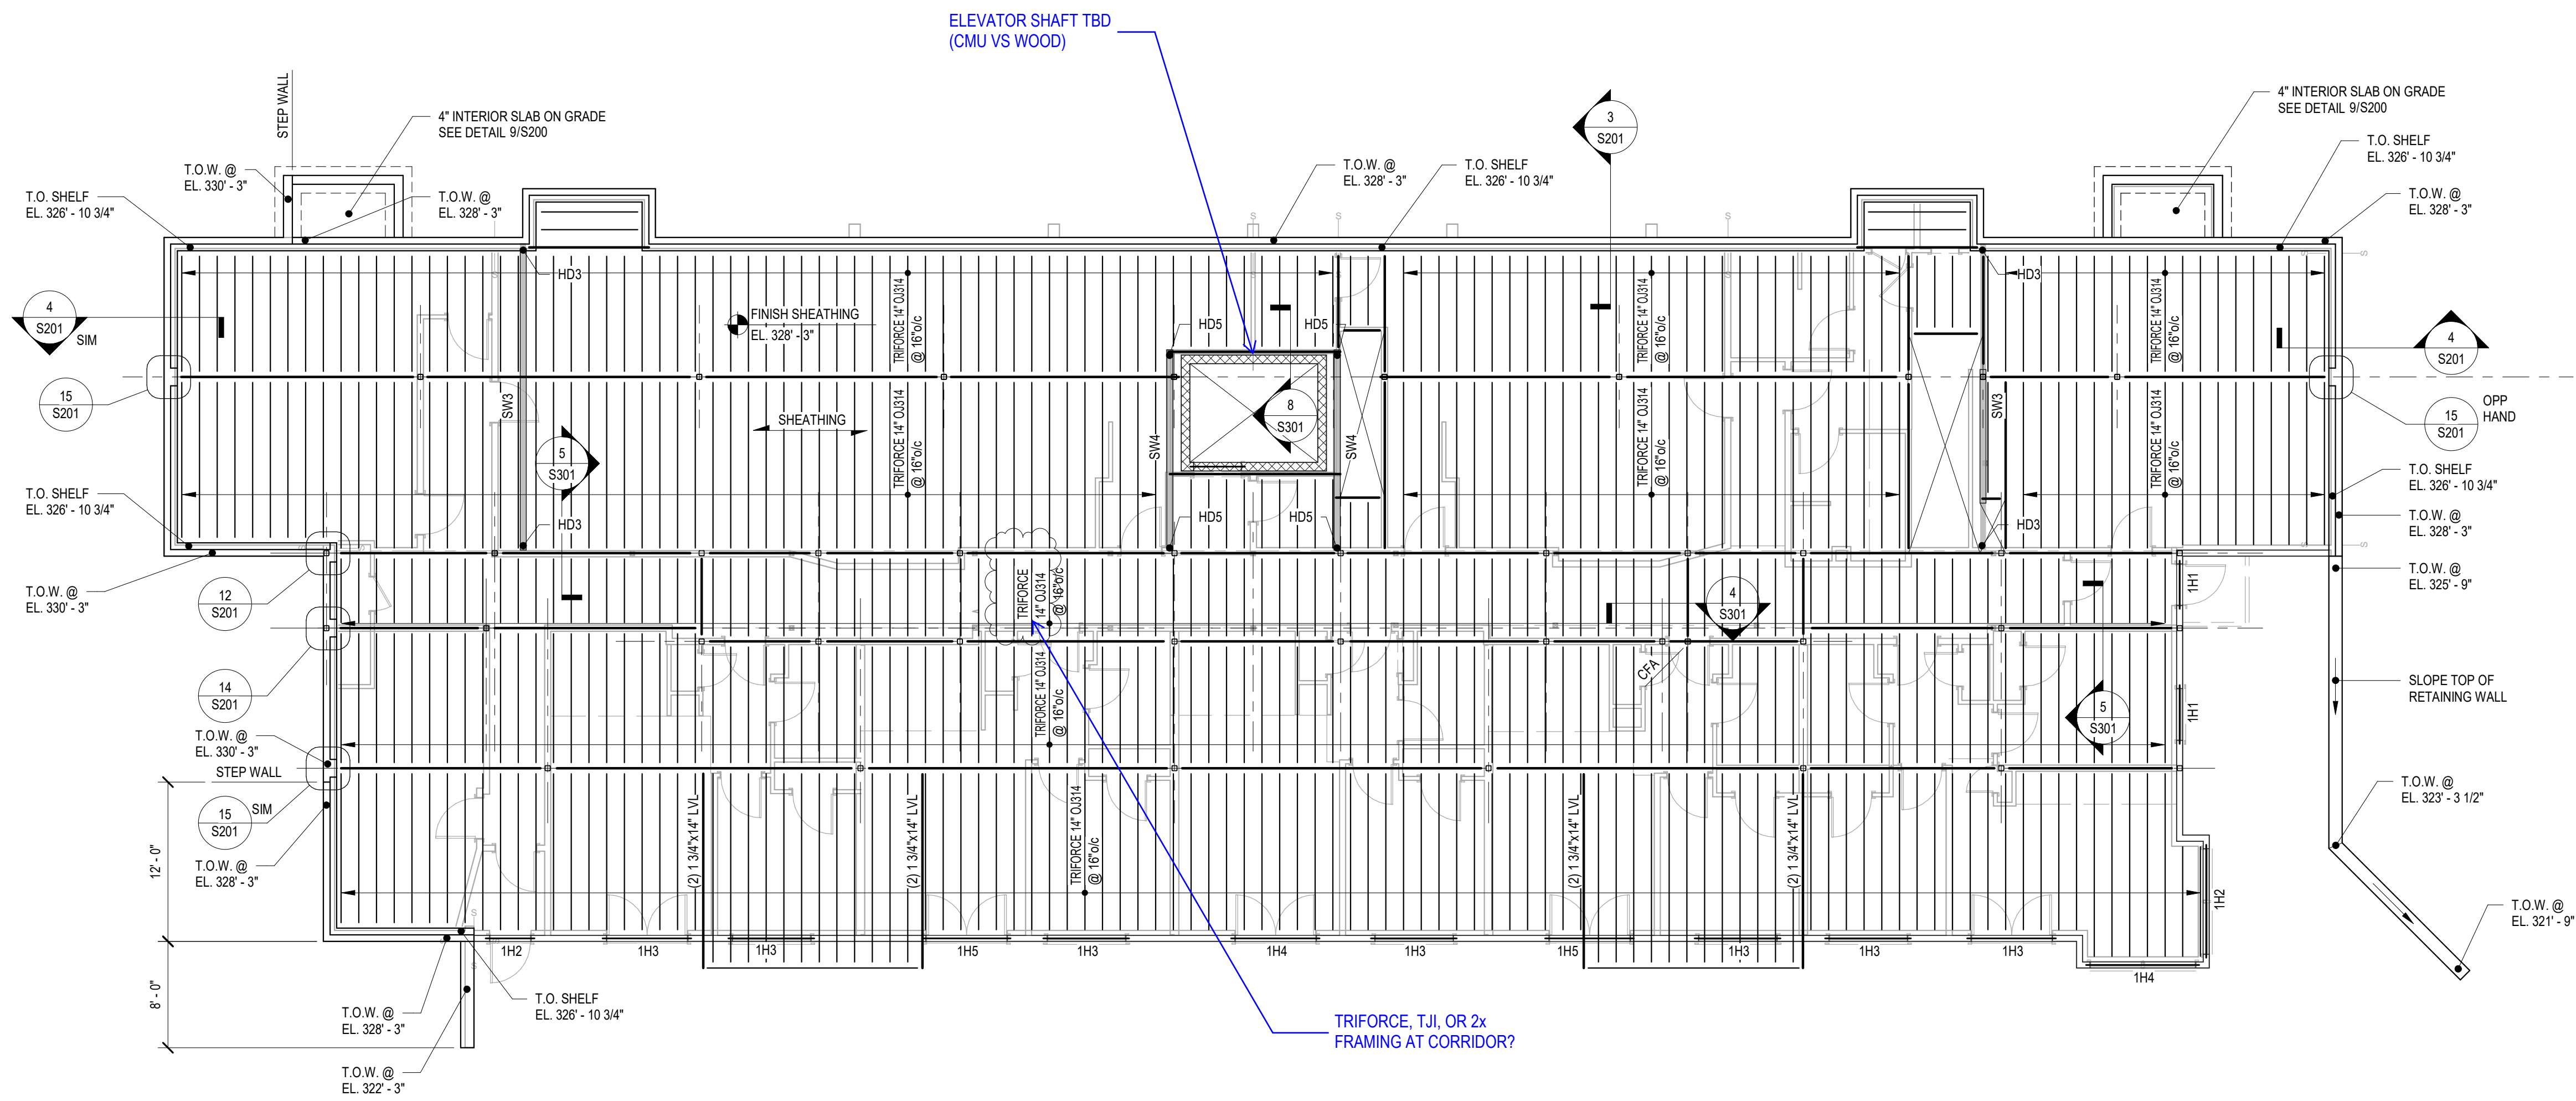 ELEVATOR SHAFT TBD
(CMU VS WOOD)
STEP WALL
4" INTERIOR SLAB ON GRADE
SEE DETAIL 9/S200
4" INTERIOR SLAB ON GRADE
SEE DETAIL 9/S200
3
S201
T.O. SHELF
EL. 326' - 10 3/4"
T.O.W. @
EL. 330' - 3"
T.O.W. @
EL. 328' - 3"
T.O.W. @
EL. 328' - 3"
T.O. SHELF
EL. 326' - 10 3/4"
T.O. SHELF
EL. 326' - 10 3/4"
T.O.W. @
EL. 328' - 3"
S
S
S
S
S
HD3
HD3
4
S201
SIM
FINISH SHEATHING
EL. 328' - 3"
TRIFORCE 14" OJ314
@ 16"o/c
HD5
HD5
TRIFORCE 14" OJ314
@ 16"o/c
TRIFORCE 14" OJ314
@ 16"o/c
4
S201
15
S201
SW3
SHEATHING
TRIFORCE 14" OJ314
@ 16"o/c
SW4
8
S301
SW4
TRIFORCE 14" OJ314
@ 16"o/c
SW3
TRIFORCE 14" OJ314
@ 16"o/c
15
S201
OPP
HAND
5
S301
T.O. SHELF
EL. 326' - 10 3/4"
T.O. SHELF
EL. 326' - 10 3/4"
HD3
HD5
HD5
HD3
T.O.W. @
EL. 328' - 3"
S
S
T.O.W. @
EL. 330' - 3"
12
S201
TRIFORCE
14" OJ314
@ 16"o/c
4
S301
1H1
T.O.W. @
EL. 325' - 9"
14
S201
TRIFORCE 14" OJ314
@ 16"o/c
CFA
5
S301
1H1
SLOPE TOP OF
RETAINING WALL
T.O.W. @
EL. 330' - 3"
STEP WALL
15
S201
SIM
T.O.W. @
EL. 328' - 3"
12' - 0"
(2) 1 3/4"x14" LVL
(2) 1 3/4"x14" LVL
TRIFORCE 14" OJ314
@ 16"o/c
(2) 1 3/4"x14" LVL
(2) 1 3/4"x14" LVL
T.O.W. @
EL. 323' - 3 1/2"
1H2
T.O.W. @
EL. 321' - 9"
S
S
1H2
1H3
1H3
1H5
1H3
1H4
1H3
1H5
1H3
1H3
1H3
1H4
8' - 0"
T.O.W. @
EL. 328' - 3"
T.O. SHELF
EL. 326' - 10 3/4"
TRIFORCE, TJI, OR 2x
FRAMING AT CORRIDOR?
T.O.W. @
EL. 322' - 3"